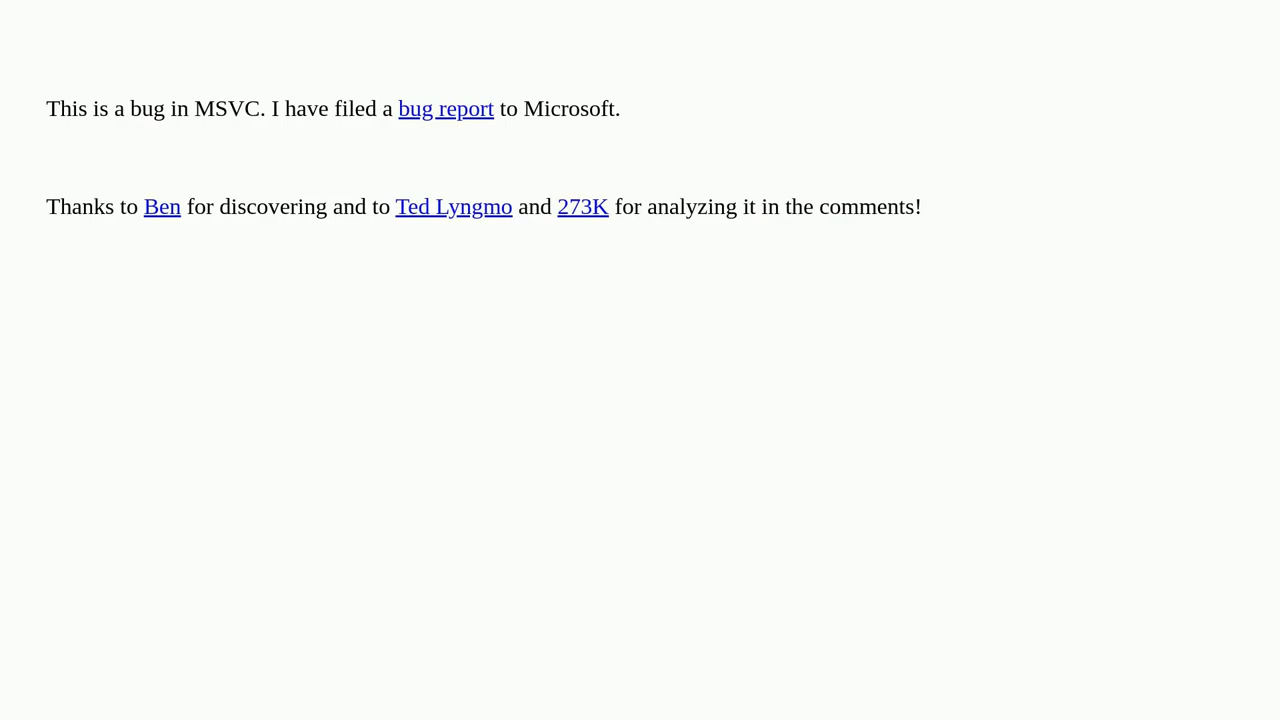 This is a bug in MSVC. I have filed a bug report to Microsoft.
Thanks to Ben for discovering and to Ted Lyngmo and 273K for analyzing it in the comments!